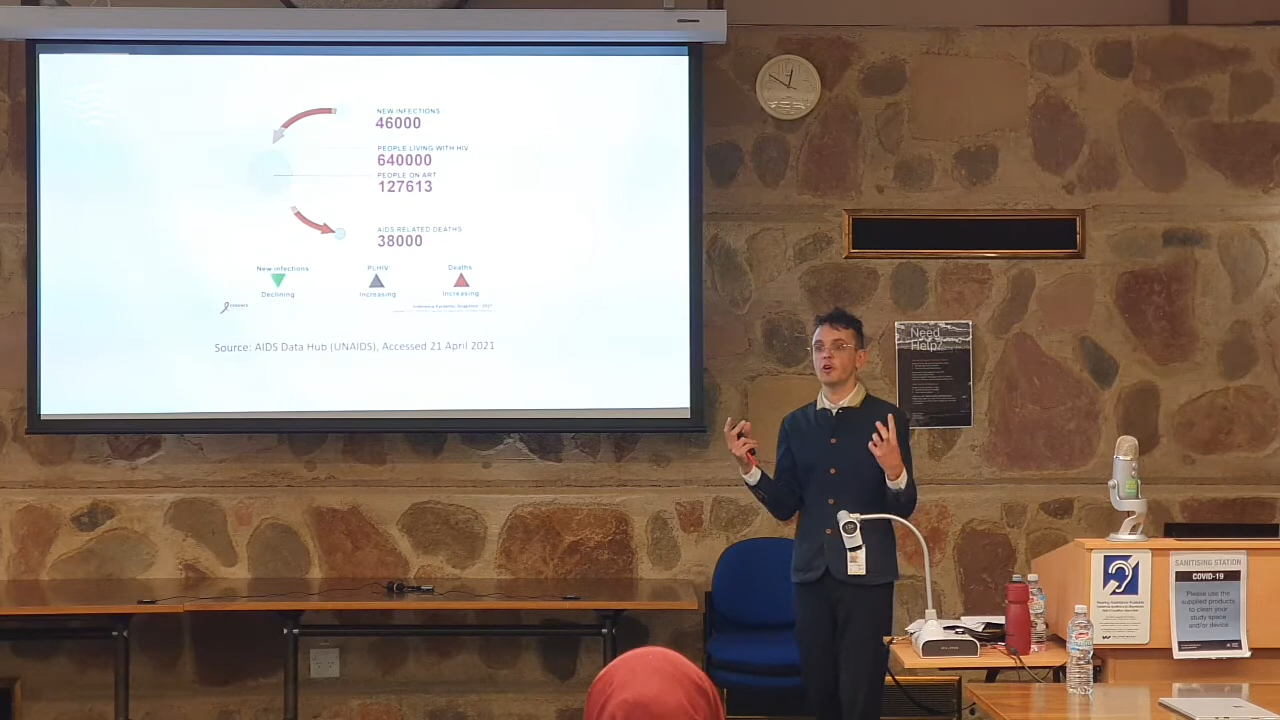 NEW INFECTIONS
46000
PEOPLE LIVING WITH HIV
640000
PEOPLE ON ART
127613
AIDS RELATED DEATHS
38000
New infections
PLHIV
Deaths
Declining
Increasing
Increasing
Source: AIDS Data Hub (UNAIDS), Accessed 21 April 2021
Need
Help?
SANITISING STATION
COVID-19
Please use the
supplied products
to clean your
study space
and/or device